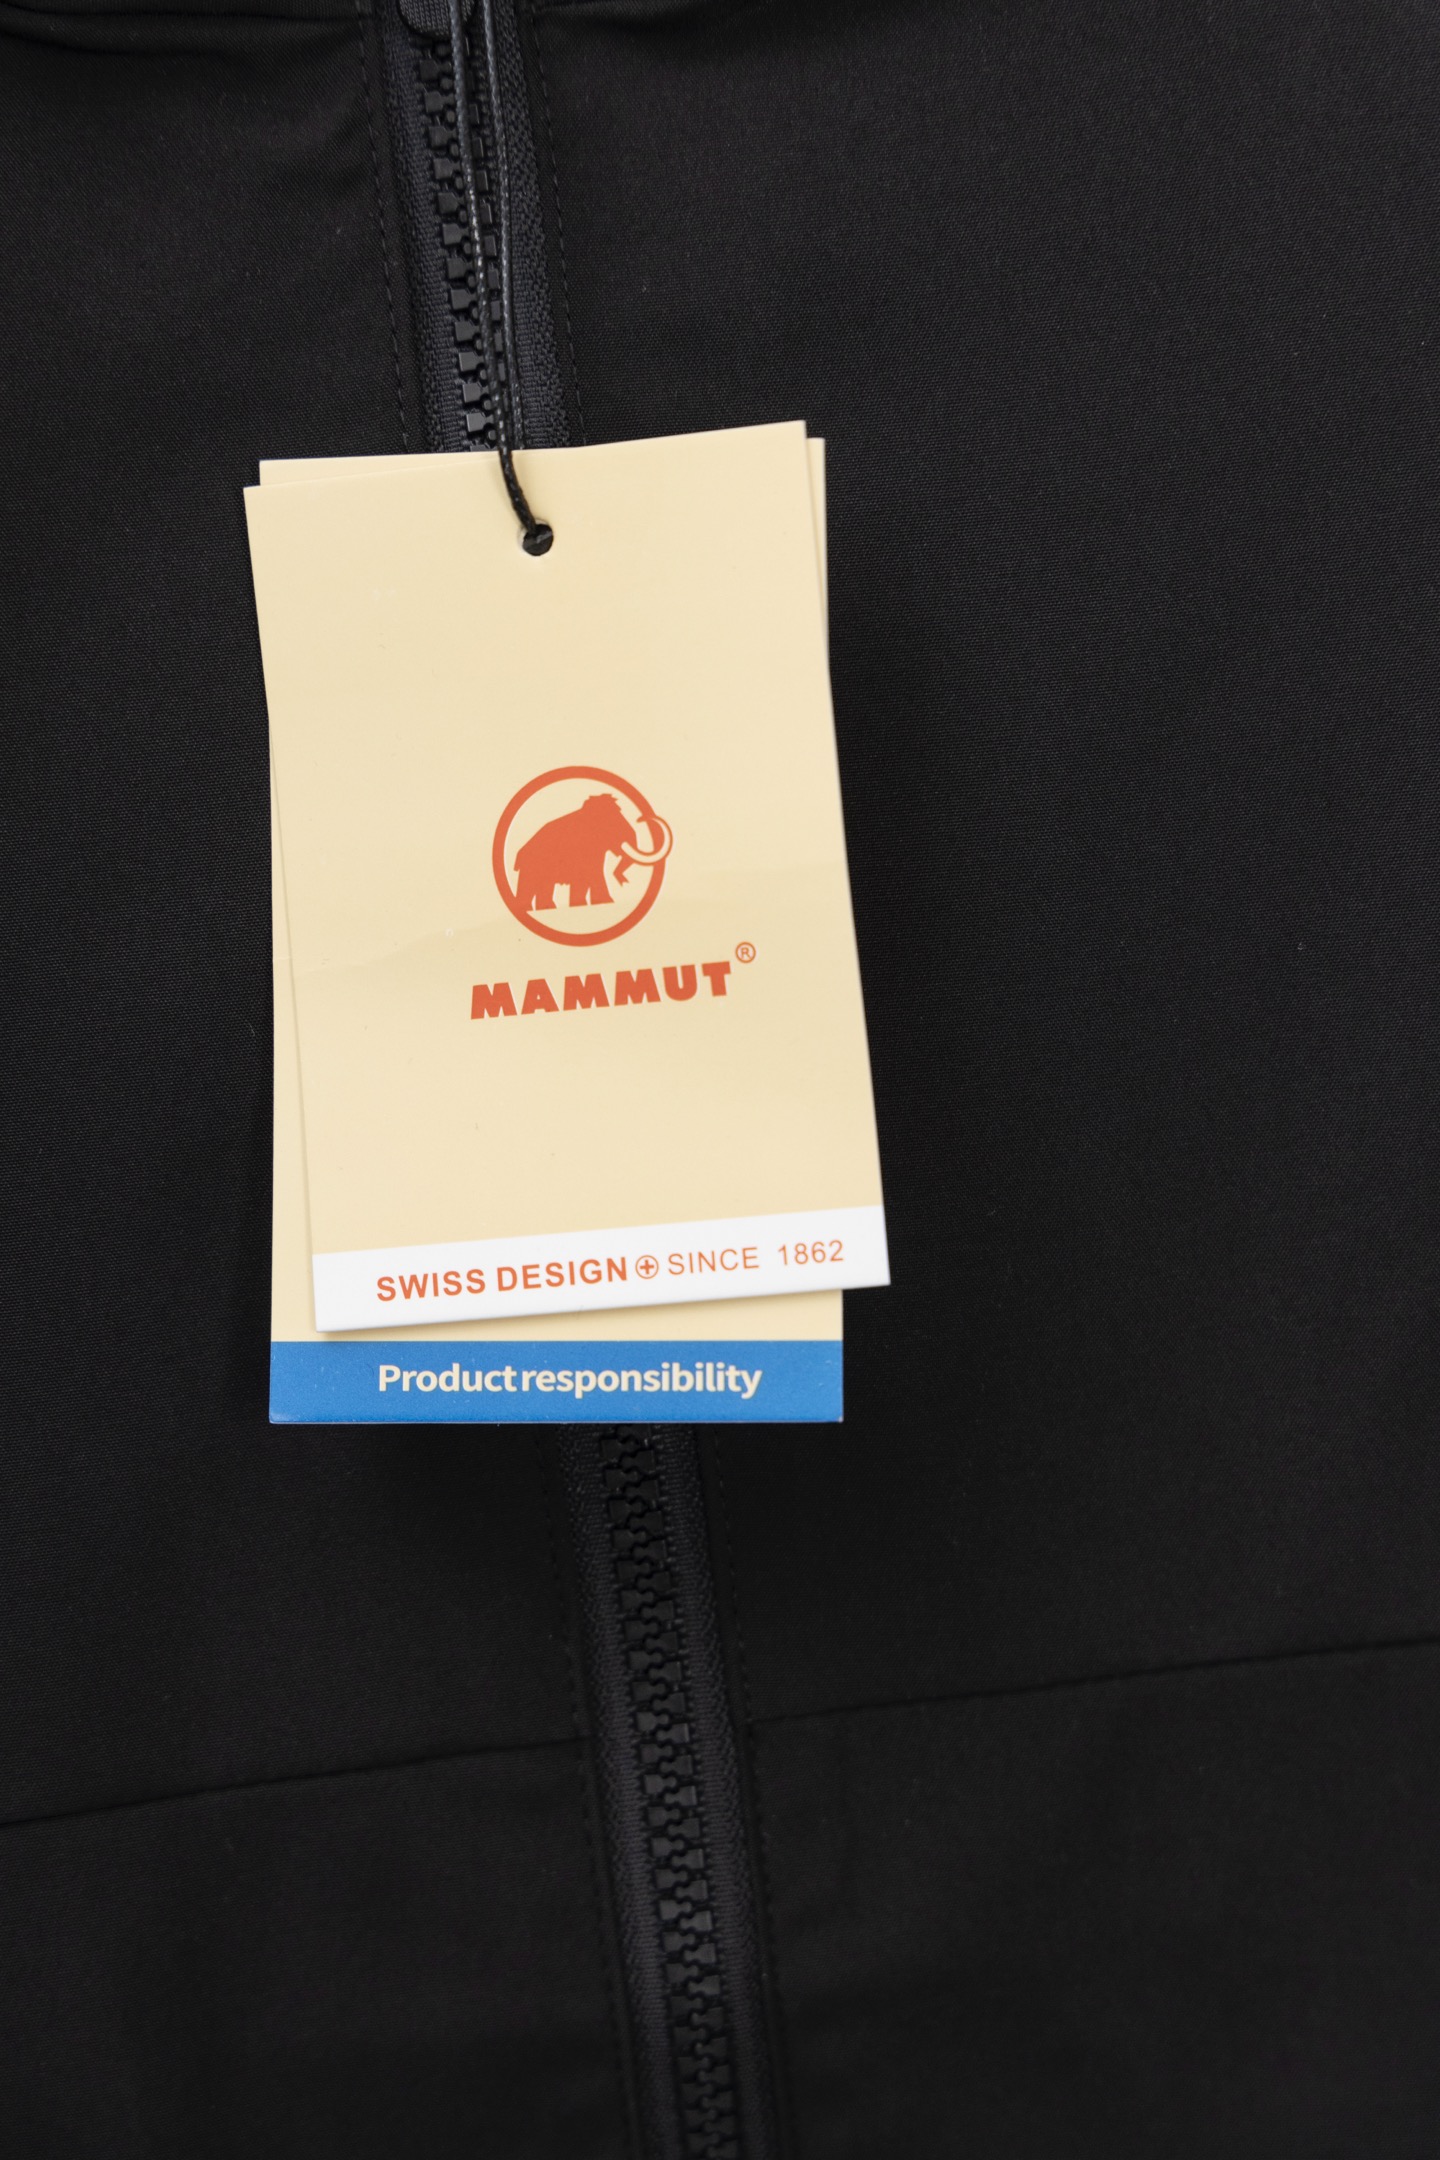 MAMMUT®
SWISS DESIGN SINCE 1862
Product responsibility